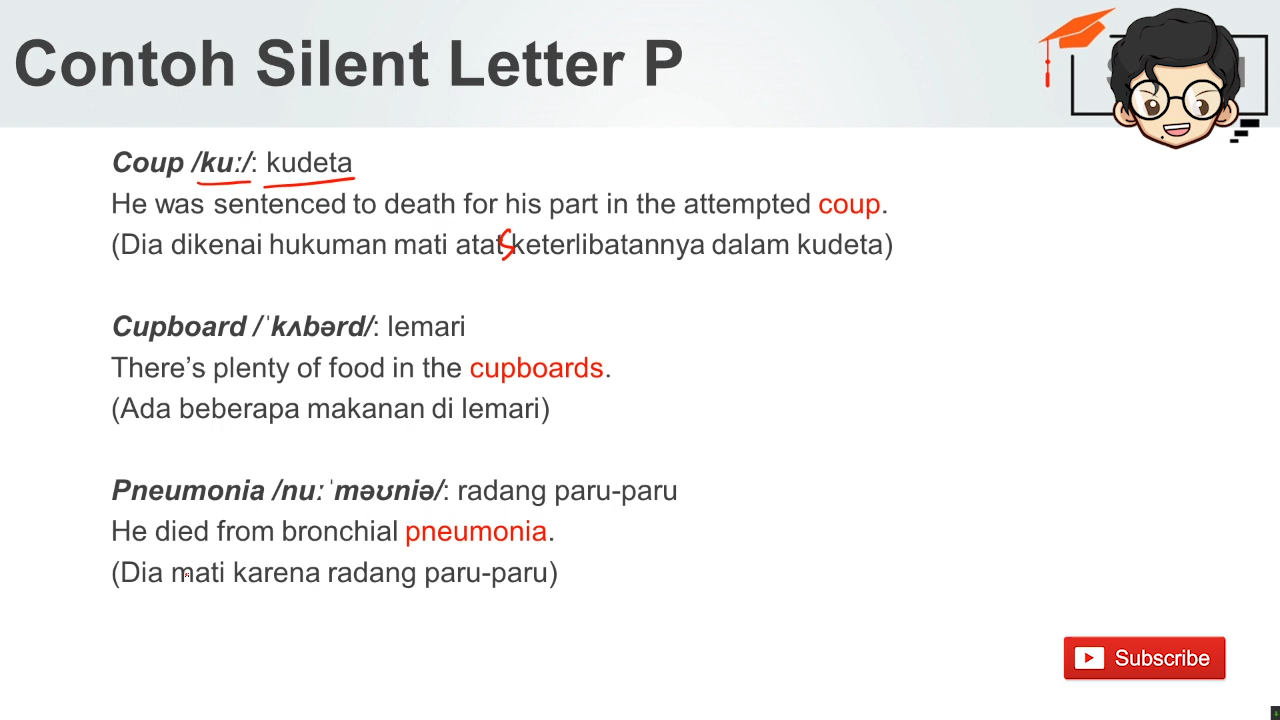 Contoh Silent Letter P
Coup /kuː/: kudeta
He was sentenced to death for his part in the attempted coup.
(Dia dikenai hukuman mati atas keterlibatannya dalam kudeta)
Cupboard /ˈkʌbərd/: lemari
There’s plenty of food in the cupboards.
(Ada beberapa makanan di lemari)
Pneumonia /nuːˈməʊniə/: radang paru-paru
He died from bronchial pneumonia.
(Dia mati karena radang paru-paru)
Subscribe